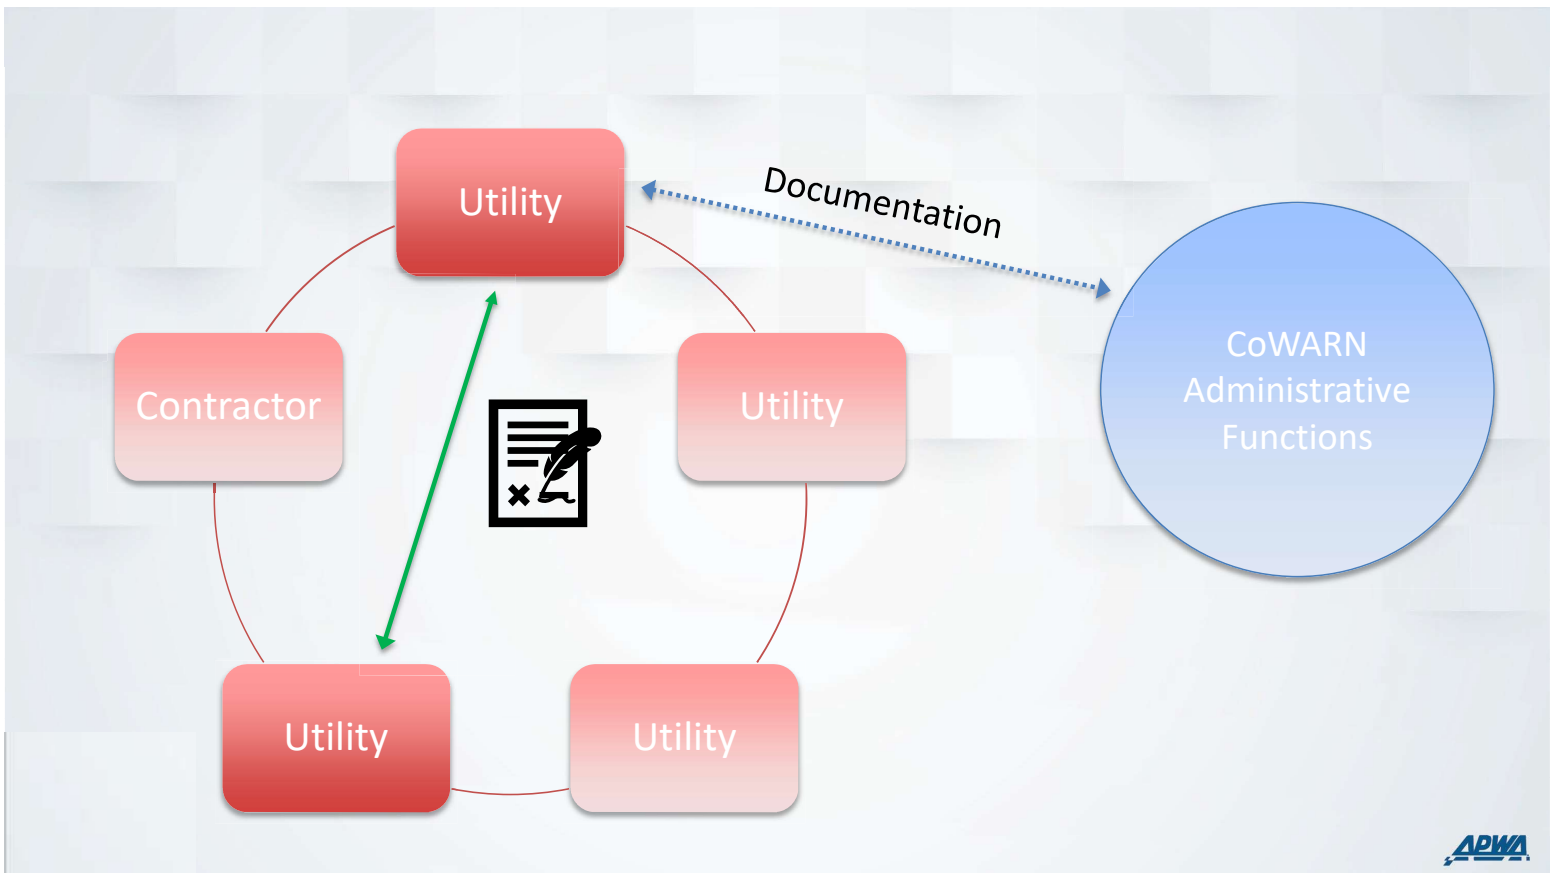 Utility
Documentation
Contractor
Utility
CoWARN
Administrative
Functions
Utility
Utility
APWA